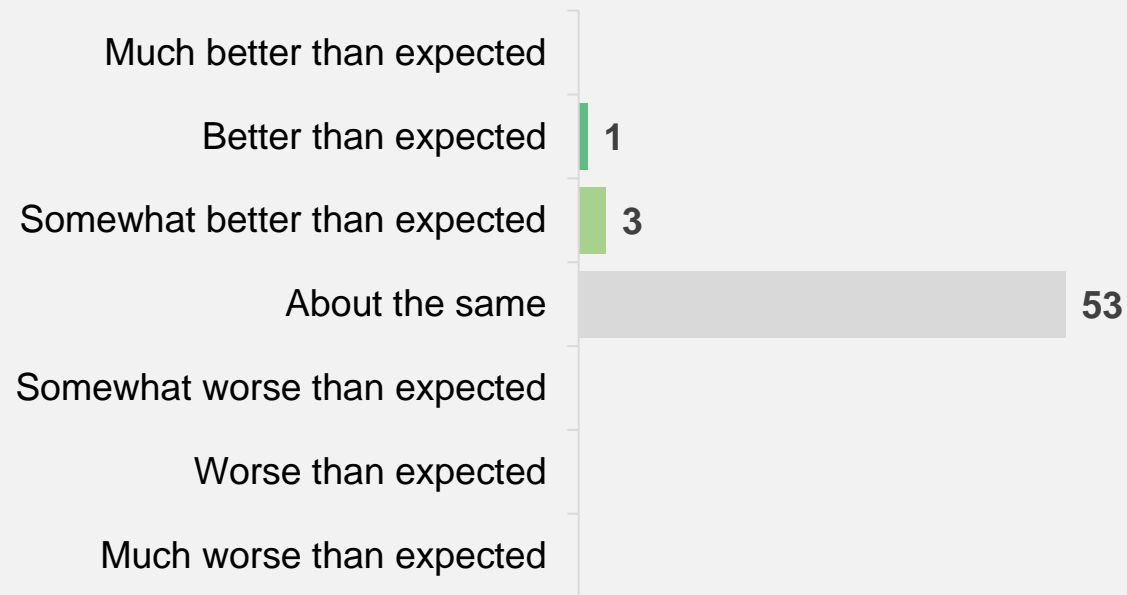 Much better than expected
Better than expected 1
Somewhat better than expected 3
About the same 53
Somewhat worse than expected
Worse than expected
Much worse than expected